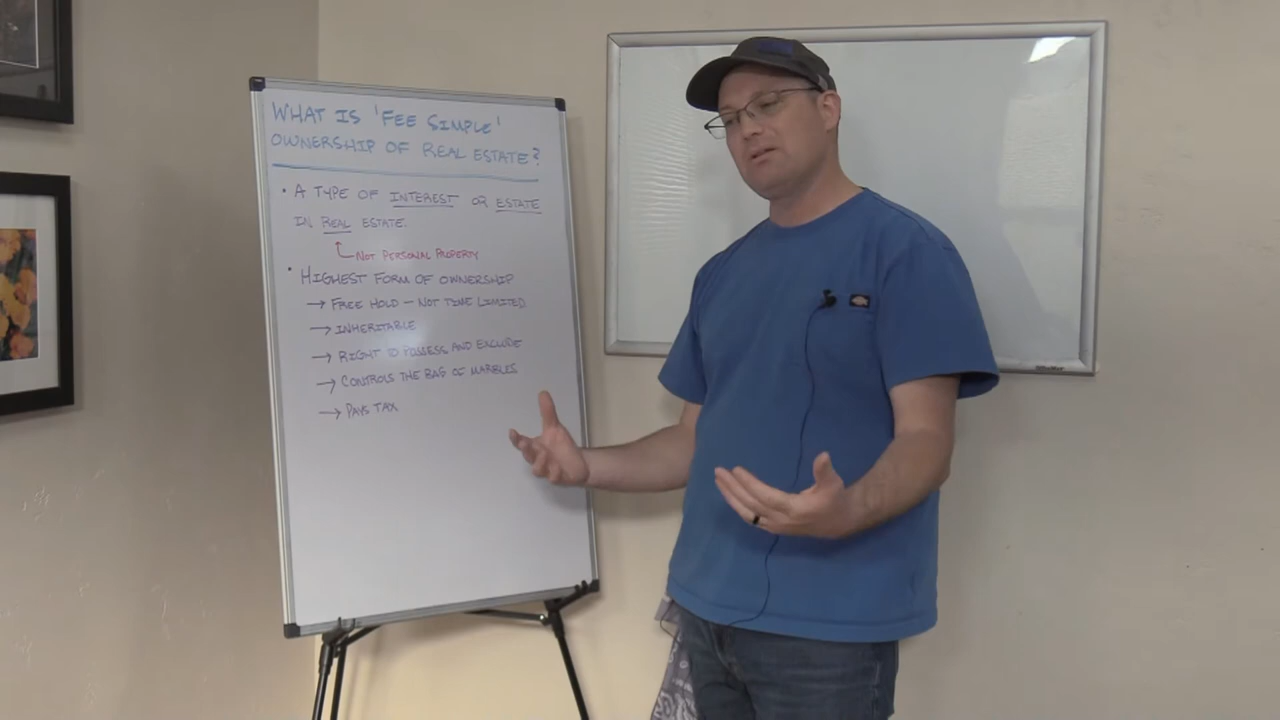 WHAT IS 'FEE SIMPLE'
OWNERSHIP OF REAL ESTATE?
• A TYPE OF INTEREST OR ESTATE
IN REAL ESTATE.
NOT PERSONAL PROPERTY
• HIGHEST FORM OF OWNERSHIP
→ FREE HOLD – NOT TIME LIMITED
→ INHERITABLE
→ RIGHT TO POSSESS AND EXCLUDE
→ CONTROLS THE BAG OF MARBLES
→ PAYS TAX